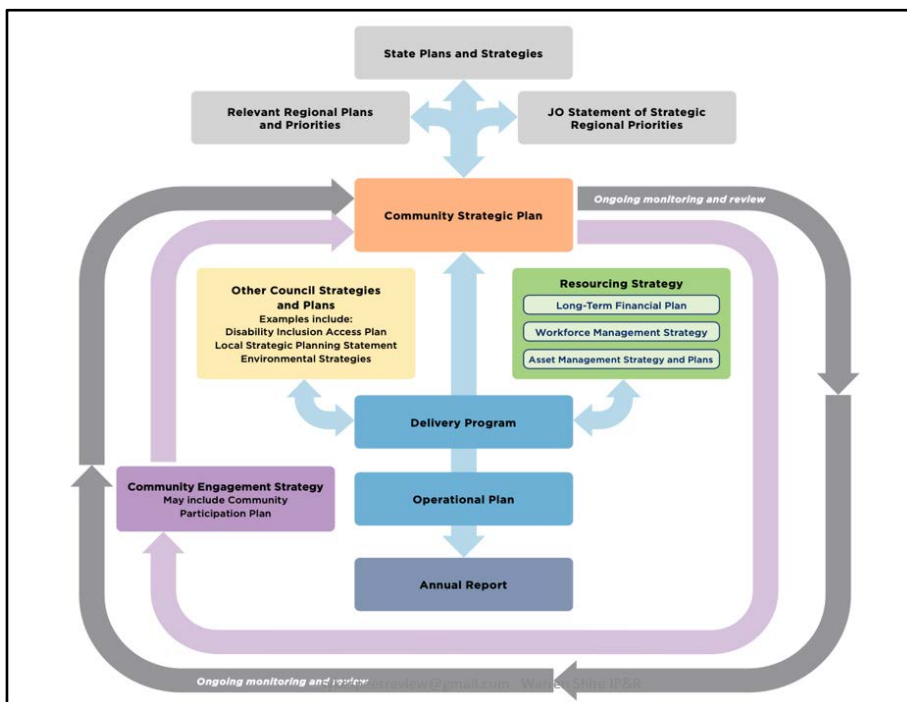 State Plans and Strategies
Relevant Regional Plans
and Priorities
JO Statement of Strategic
Regional Priorities
Community Strategic Plan
Ongoing monitoring and review
Other Council Strategies
and Plans
Examples include:
Disability Inclusion Access Plan
Local Strategic Planning Statement
Environmental Strategies
Resourcing Strategy
Long-Term Financial Plan
Workforce Management Strategy
Asset Management Strategy and Plans
Delivery Program
Community Engagement Strategy
May include Community
Participation Plan
Operational Plan
Annual Report
Ongoing monitoring and review
Warren Shire IP&R